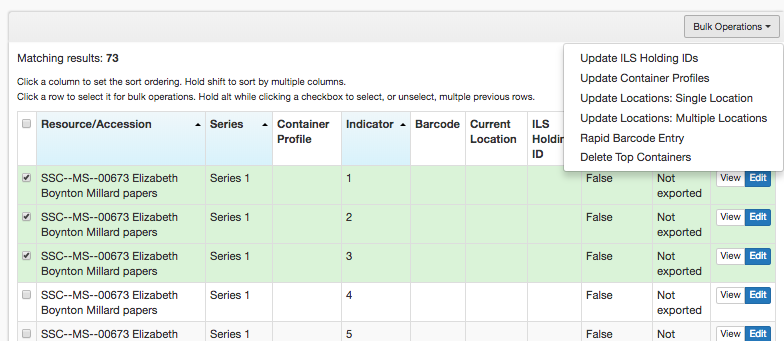 Bulk Operations
Matching results: 73
Update ILS Holding IDs
Update Container Profiles
Update Locations: Single Location
Update Locations: Multiple Locations
Rapid Barcode Entry
Delete Top Containers
Click a column to set the sort ordering. Hold shift to sort by multiple columns.
Click a row to select it for bulk operations. Hold alt while clicking a checkbox to select, or unselect, multple previous rows.
Resource/Accession Series Container Indicator Barcode Current ILS
Profile Location Holding
ID
SSC--MS--00673 Elizabeth Series 1 1 False Not View Edit
Boynton Millard papers exported
SSC--MS--00673 Elizabeth Series 1 2 False Not View Edit
Boynton Millard papers exported
SSC--MS--00673 Elizabeth Series 1 3 False Not View Edit
Boynton Millard papers exported
SSC--MS--00673 Elizabeth Series 1 4 False Not View Edit
Boynton Millard papers exported
SSC--MS--00673 Elizabeth Series 1 5 False Not View Edit